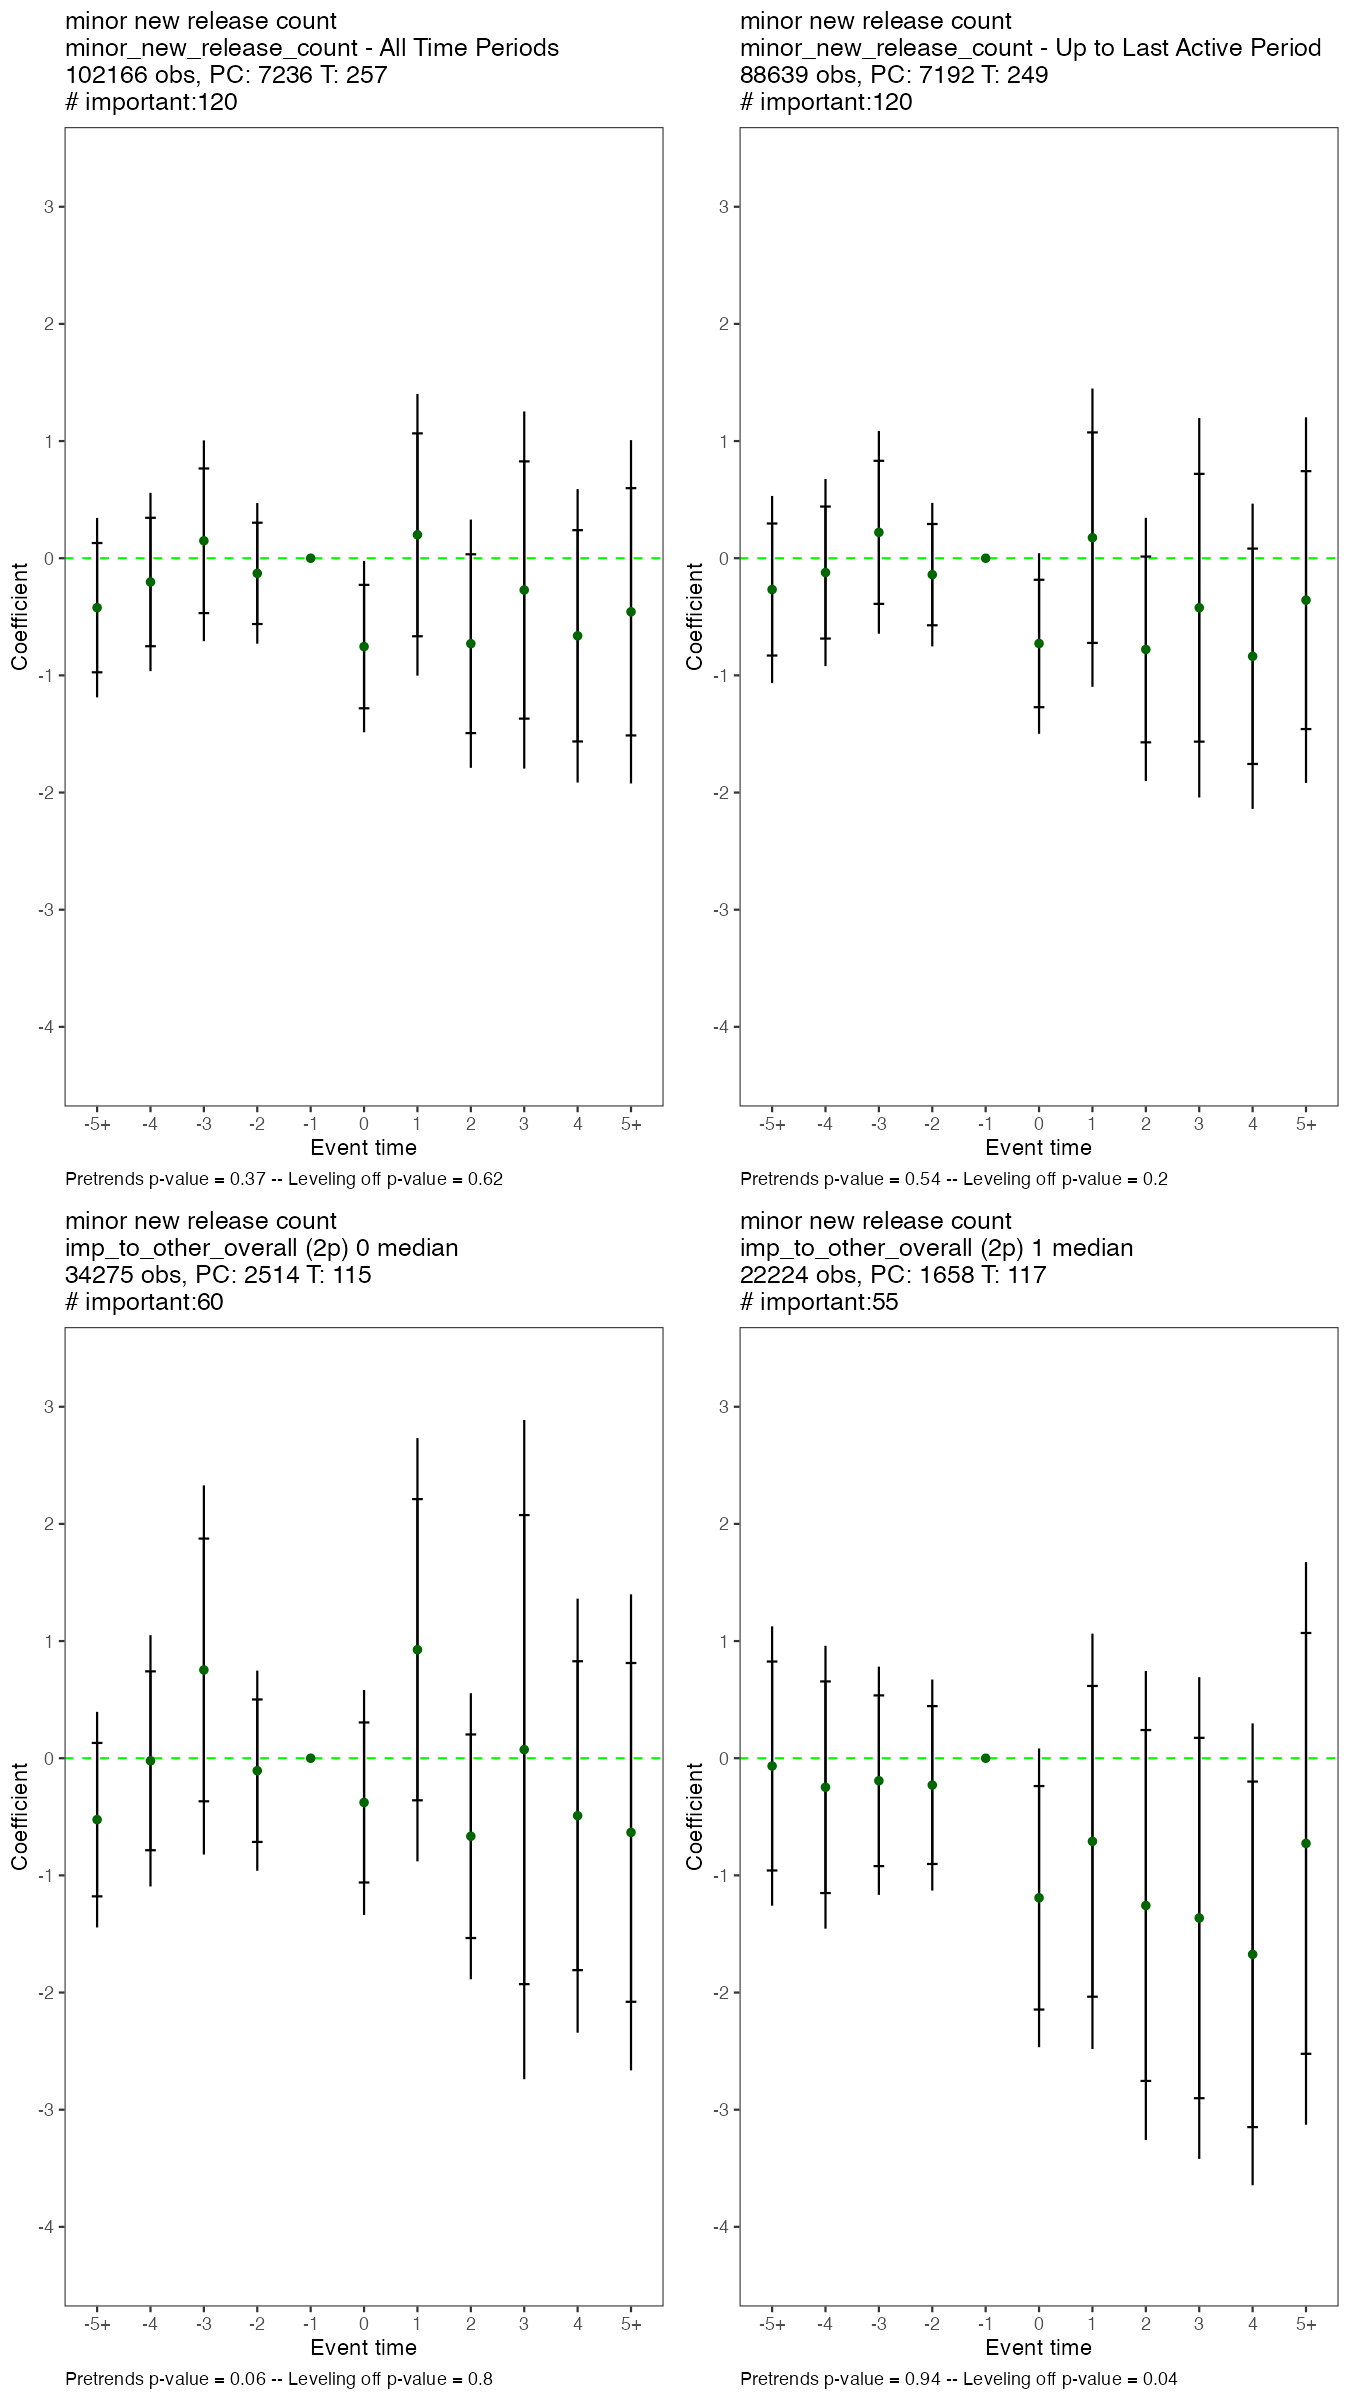 minor new release count
minor_new_release_count - All Time Periods
102166 obs, PC: 7236 T: 257
# important:120
3
2
1
0
-1
-2
-3
-4
Coefficient
-5+ -4 -3 -2 -1 0 1 2 3 4 5+
Event time
Pretrends p-value = 0.37 -- Leveling off p-value = 0.62
minor new release count
minor_new_release_count - Up to Last Active Period
88639 obs, PC: 7192 T: 249
# important:120
3
2
1
0
-1
-2
-3
-4
Coefficient
-5+ -4 -3 -2 -1 0 1 2 3 4 5+
Event time
Pretrends p-value = 0.54 -- Leveling off p-value = 0.2
minor new release count
imp_to_other_overall (2p) 0 median
34275 obs, PC: 2514 T: 115
# important:60
3
2
1
0
-1
-2
-3
-4
Coefficient
-5+ -4 -3 -2 -1 0 1 2 3 4 5+
Event time
Pretrends p-value = 0.06 -- Leveling off p-value = 0.8
minor new release count
imp_to_other_overall (2p) 1 median
22224 obs, PC: 1658 T: 117
# important:55
3
2
1
0
-1
-2
-3
-4
Coefficient
-5+ -4 -3 -2 -1 0 1 2 3 4 5+
Event time
Pretrends p-value = 0.94 -- Leveling off p-value = 0.04